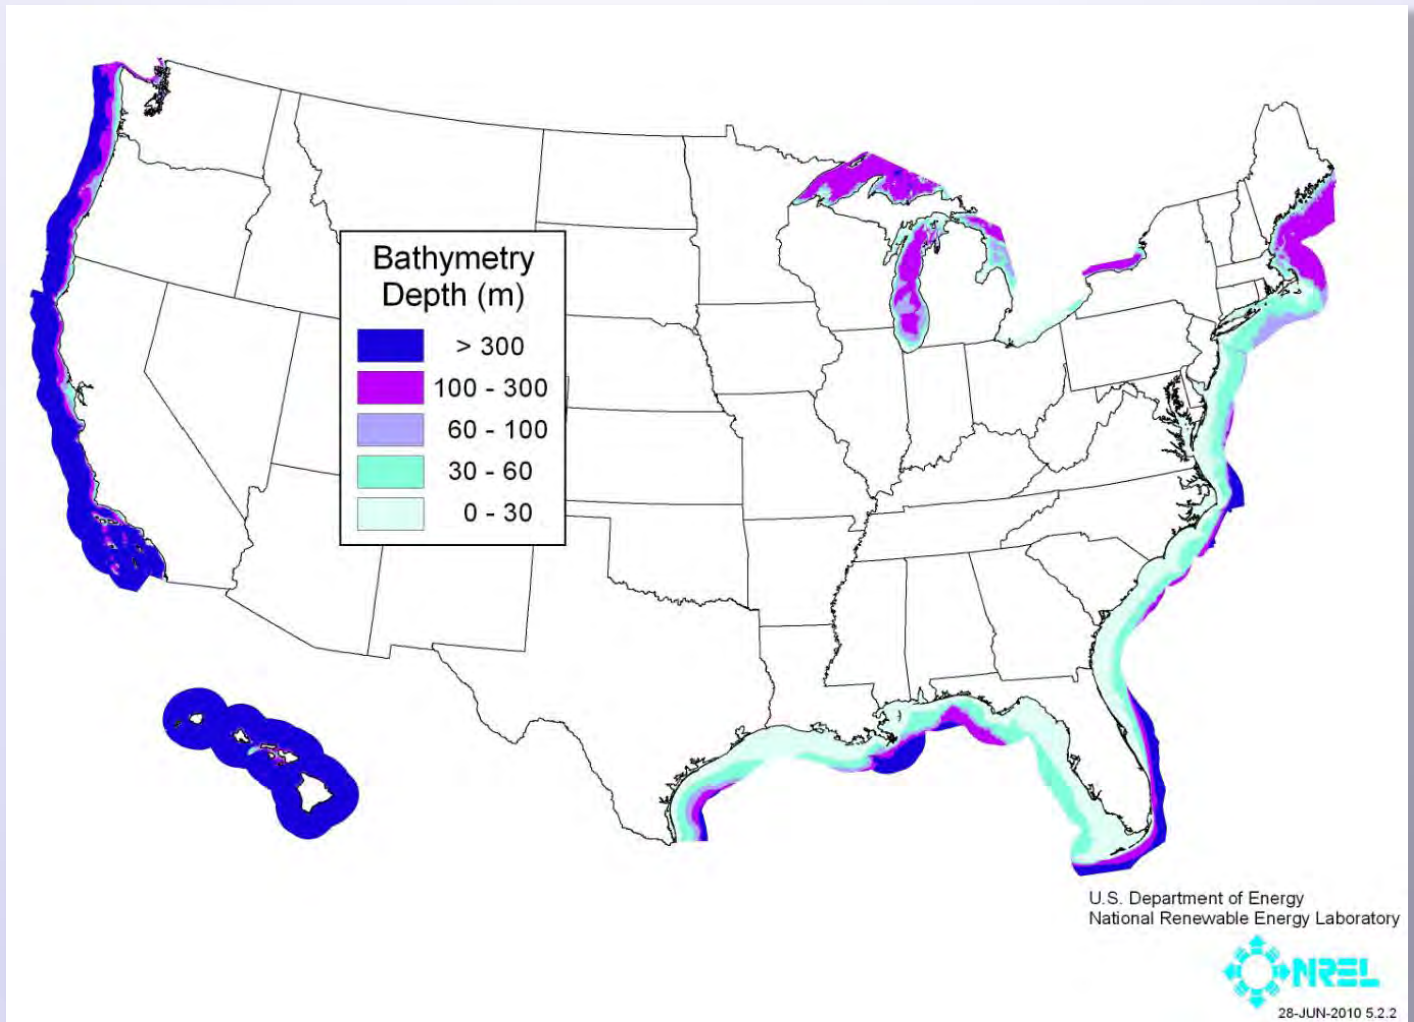 Bathymetry
Depth (m)
> 300
100 - 300
60 - 100
30 - 60
0 - 30
U.S. Department of Energy
National Renewable Energy Laboratory
NREL
28-JUN-2010 5.2.2